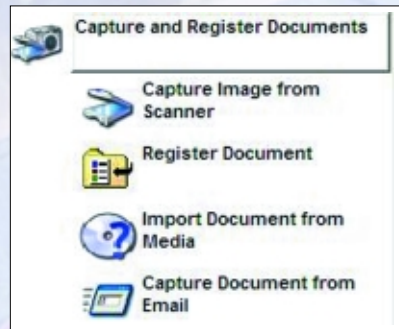 Capture and Register Documents
Capture Image from
Scanner
Register Document
Import Document from
Media
Capture Document from
Email